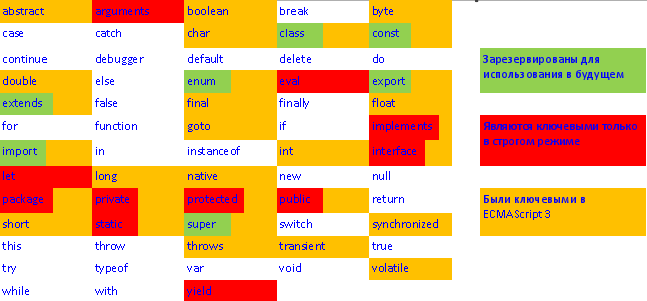 abstract arguments boolean break byte
case catch char class const
continue debugger default delete do
double else enum eval export
extends false final finally float
for function goto if implements
import in instanceof int interface
let long native new null
package private protected public return
short static super switch synchronized
this throw throws transient true
try typeof var void volatile
while with yield
Зарезервированы для
использования в будущем
Являются ключевыми только
в строгом режиме
Были ключевыми в
ECMAScript 3